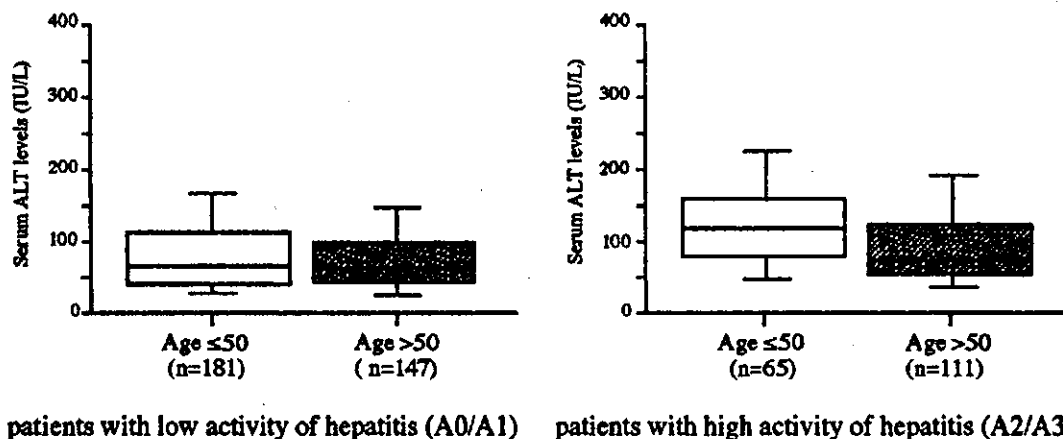 Serum ALT levels (IU/L)
400
300
200
100
0
Age ≤50
(n=181)
Age >50
( n=147)
patients with low activity of hepatitis (A0/A1)
Serum ALT levels (IU/L)
400
300
200
100
0
Age ≤50
(n=65)
Age >50
(n=111)
patients with high activity of hepatitis (A2/A3